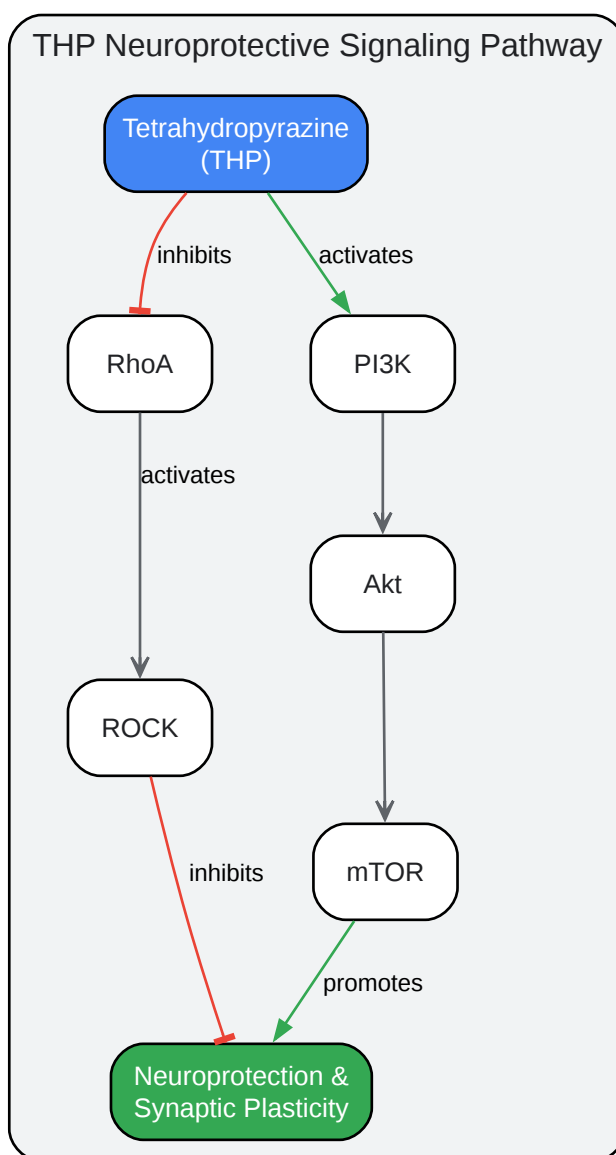 THP Neuroprotective Signaling Pathway
Tetrahydropyrazine
(THP)
inhibits
activates
RhoA
PI3K
activates
Akt
ROCK
mTOR
inhibits
promotes
Neuroprotection &
Synaptic Plasticity